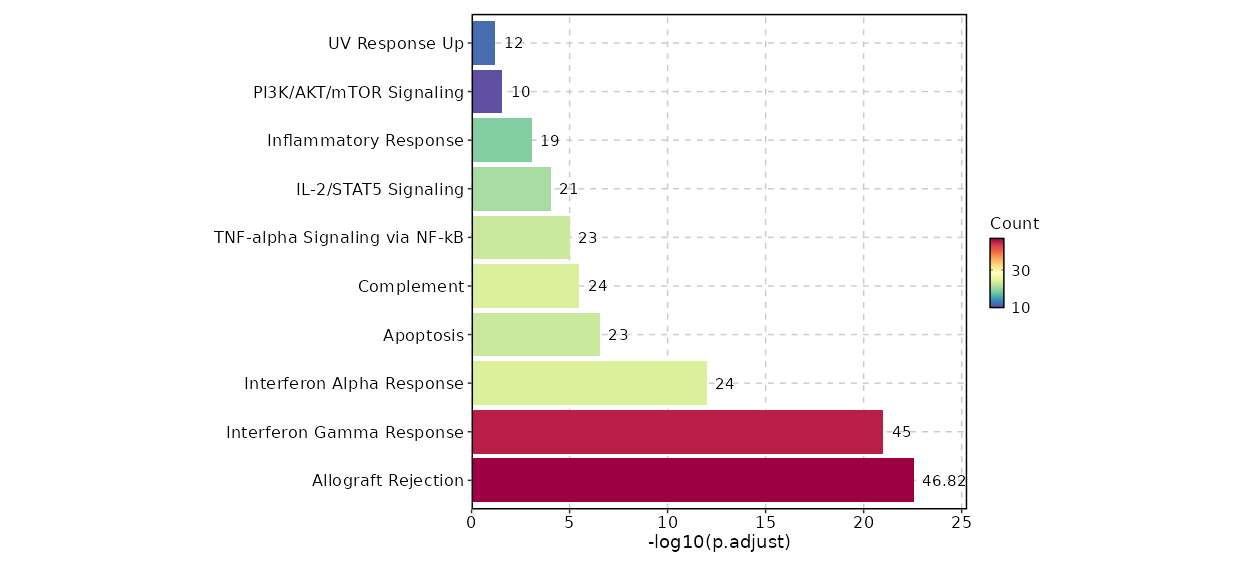 UV Response Up 12
PI3K/AKT/mTOR Signaling 10
Inflammatory Response 19
IL-2/STAT5 Signaling 21
TNF-alpha Signaling via NF-kB 23
Complement 24
Apoptosis 23
Interferon Alpha Response 24
Interferon Gamma Response 45
Allograft Rejection 46.82
0 5 10 15 20 25
-log10(p.adjust)
Count
30
10